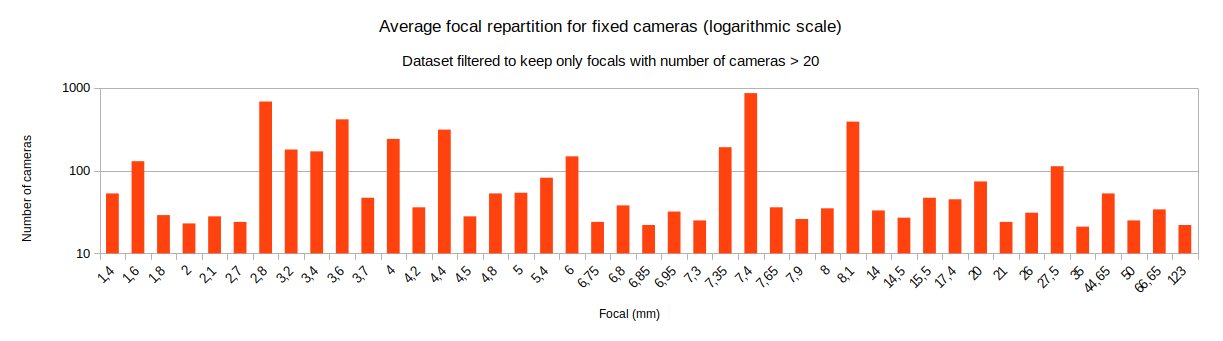 Average focal repartition for fixed cameras (logarithmic scale)
Dataset filtered to keep only focals with number of cameras > 20
Number of cameras
1000
100
10
1,4 1,6 1,8 2 2,1 2,7 2,8 3,2 3,4 3,6 3,7 4 4,2 4,4 4,5 4,8 5 5,4 6 6,75 6,8 6,85 6,95 7,3 7,35 7,4 7,65 7,9 8 8,1 14 14,5 15,5 17,4 20 21 26 27,5 35 44,65 50 66,65 123
Focal (mm)